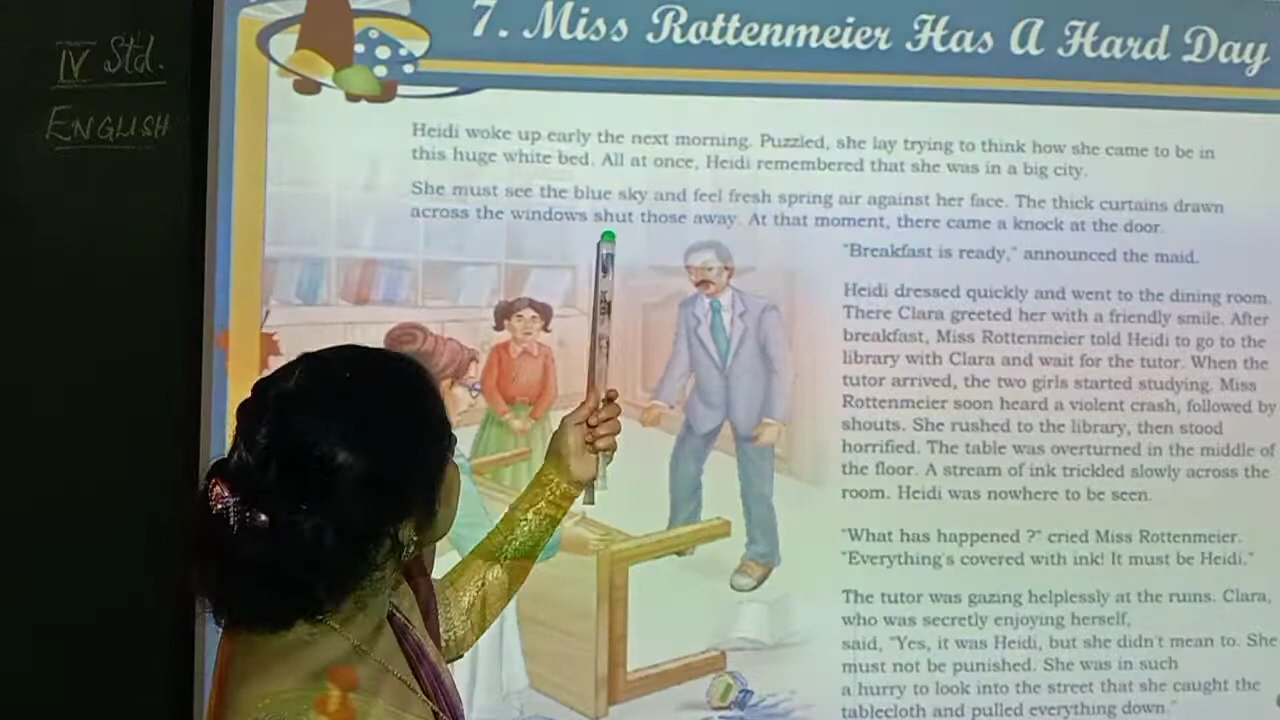 IV Std.
ENGLISH
7. Miss Rottenmeier Has A Hard Day
Heidi woke up early the next morning. Puzzled, she lay trying to think how she came to be in
this huge white bed. All at once, Heidi remembered that she was in a big city.
She must see the blue sky and feel fresh spring air against her face. The thick curtains drawn
across the windows shut those away. At that moment, there came a knock at the door.
"Breakfast is ready," announced the maid.
Heidi dressed quickly and went to the dining room.
There Clara greeted her with a friendly smile. After
breakfast, Miss Rottenmeier told Heidi to go to the
library with Clara and wait for the tutor. When the
tutor arrived, the two girls started studying. Miss
Rottenmeier soon heard a violent crash, followed by
shouts. She rushed to the library, then stood
horrified. The table was overturned in the middle of
the floor. A stream of ink trickled slowly across the
room. Heidi was nowhere to be seen.
"What has happened ?" cried Miss Rottenmeier.
"Everything's covered with ink! It must be Heidi."
The tutor was gazing helplessly at the ruins. Clara,
who was secretly enjoying herself,
said, "Yes, it was Heidi, but she didn't mean to. She
must not be punished. She was in such
a hurry to look into the street that she caught the
tablecloth and pulled everything down."